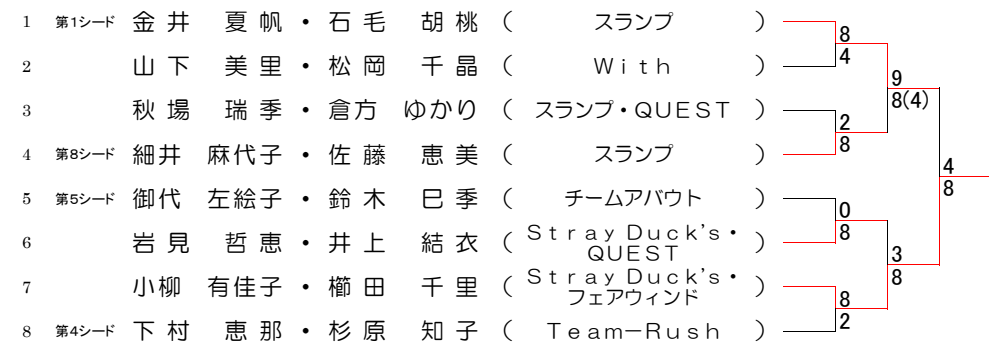 1 第1シード 金井 夏帆・石毛 胡桃 ( スランプ )
8
2 山下 美里・松岡 千晶 ( With )
4
9
8(4)
3 秋場 瑞季・倉方 ゆかり ( スランプ・QUEST )
2
4 第8シード 細井 麻代子・佐藤 恵美 ( スランプ )
8
4
8
5 第5シード 御代 左絵子・鈴木 巳季 ( チームアバウト )
0
6 岩見 哲恵・井上 結衣 ( Stray Duck's・
QUEST )
8
3
8
7 小柳 有佳子・櫛田 千里 ( Stray Duck's・
フェアウィンド )
8
8 第4シード 下村 恵那・杉原 知子 ( Team－Rush )
2